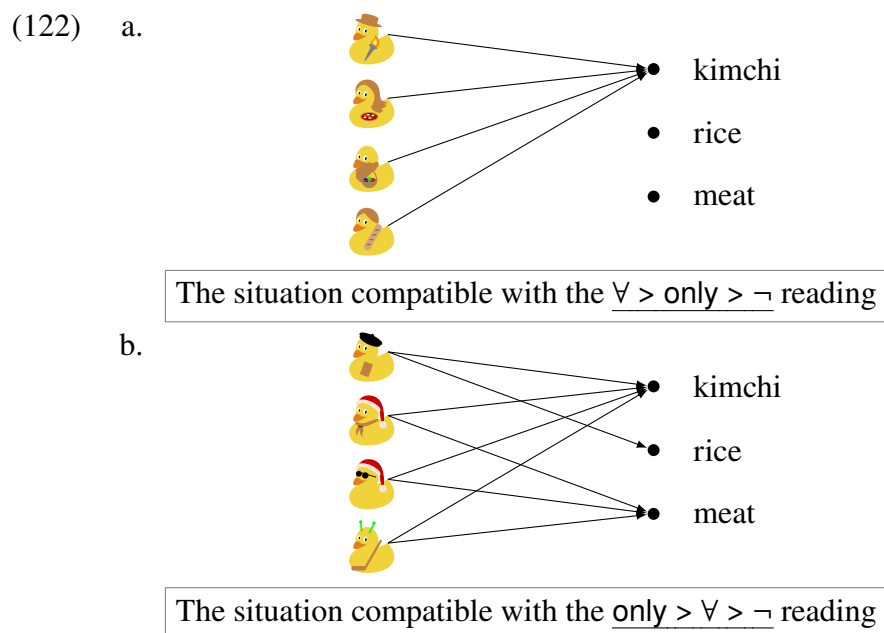 (122) a.
kimchi
rice
meat
The situation compatible with the ∀ > only > ¬ reading
b.
kimchi
rice
meat
The situation compatible with the only > ∀ > ¬ reading